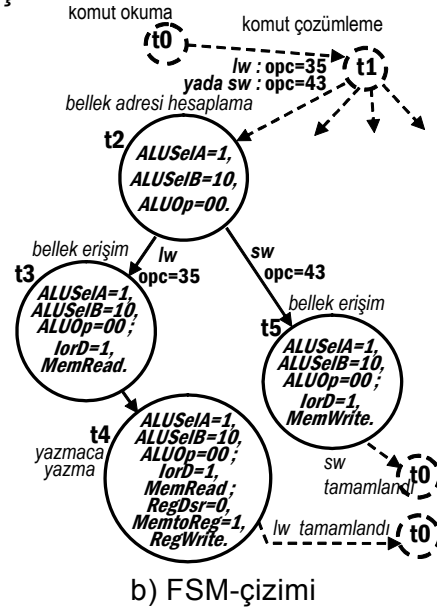 komut okuma
t0
komut çozümleme
lw : opc=35
yada sw : opc=43
t1
bellek adresi hesaplama
t2
ALUSelA=1,
ALUSelB=10,
ALUOp=00.
lw
opc=35
sw
opc=43
bellek erişim
t3
ALUSelA=1,
ALUSelB=10,
ALUOp=00 ;
IorD=1,
MemRead.
bellek erişim
t5
ALUSelA=1,
ALUSelB=10,
ALUOp=00 ;
IorD=1,
MemWrite.
t4
yazmaca
yazma
ALUSelA=1,
ALUSelB=10,
ALUOp=00 ;
IorD=1,
MemRead ;
RegDsr=0,
MemtoReg=1,
RegWrite.
sw
tamamlandı
t0
lw tamamlandı
t0
b) FSM-çizimi